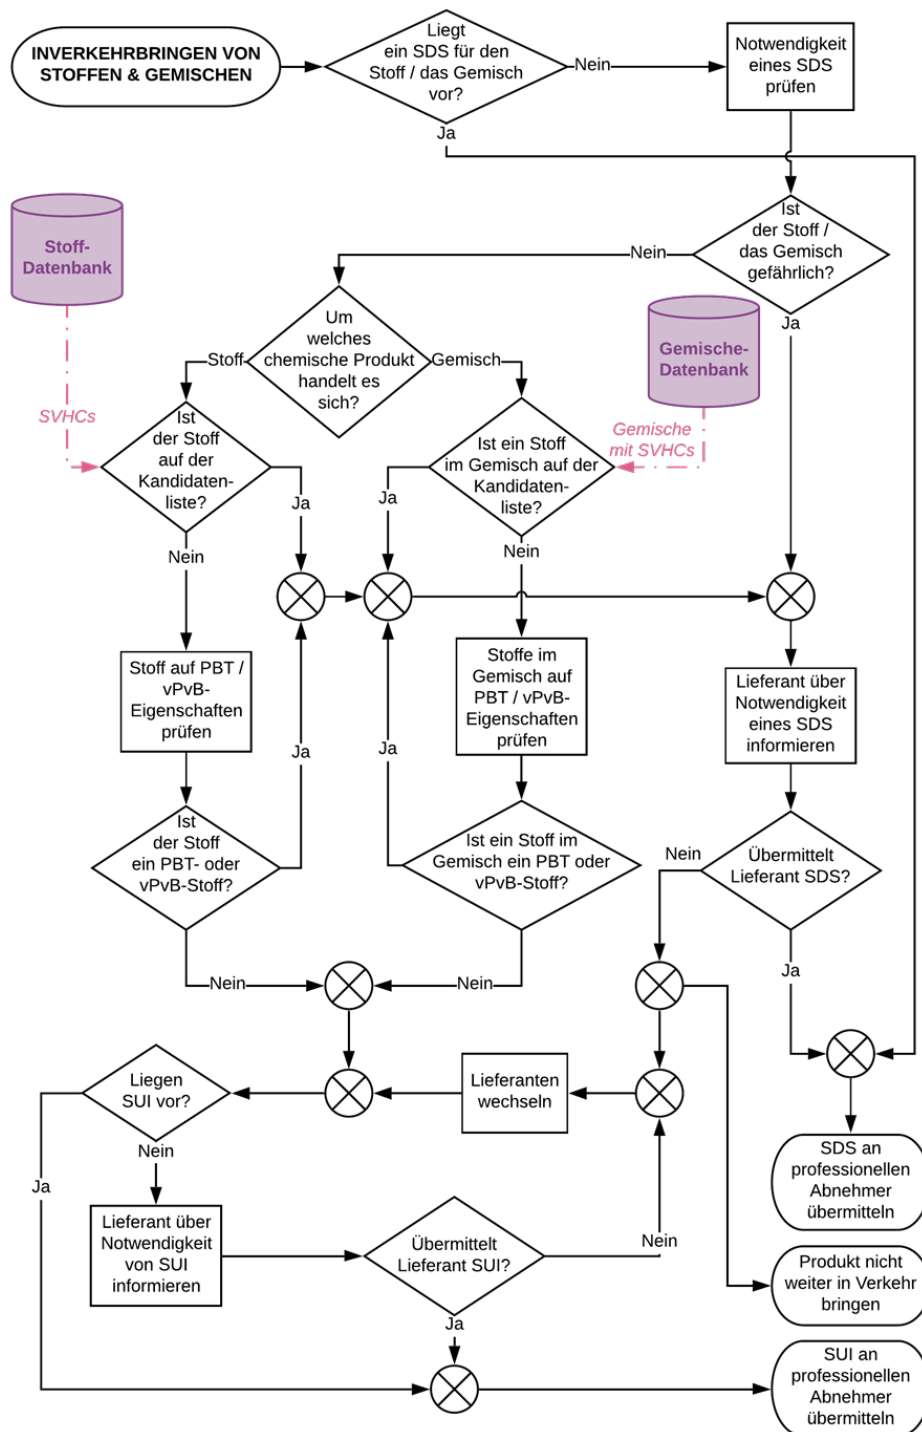 INVERKEHRBRINGEN VON
STOFFEN & GEMISCHEN
Liegt
ein SDS für den
Stoff / das Gemisch
vor?
Nein
Notwendigkeit
eines SDS
prüfen
Ja
Ist
der Stoff /
das Gemisch
gefährlich?
Nein
Ja
Stoff-
Datenbank
Um
welches
chemische Produkt
handelt es
sich?
Stoff
Gemisch
Gemische-
Datenbank
SVHCs
Gemische
mit SVHCs
Ist
der Stoff
auf der
Kandidaten-
liste?
Ja
Nein
Ist ein Stoff
im Gemisch auf der
Kandidaten-
liste?
Ja
Nein
Stoff auf PBT /
vPvB-
Eigenschaften
prüfen
Stoffe im
Gemisch auf
PBT / vPvB-
Eigenschaften
prüfen
Lieferant über
Notwendigkeit
eines SDS
informieren
Ja
Ja
Ist
der Stoff
ein PBT- oder
vPvB-Stoff?
Ist ein Stoff im
Gemisch ein PBT oder
vPvB-Stoff?
Nein
Übermittelt
Lieferant SDS?
Ja
Nein
Nein
Liegen
SUI vor?
Lieferanten
wechseln
Nein
Ja
SDS an
professionellen
Abnehmer
übermitteln
Lieferant über
Notwendigkeit
von SUI
informieren
Übermittelt
Lieferant SUI?
Nein
Produkt nicht
weiter in Verkehr
bringen
Ja
SUI an
professionellen
Abnehmer
übermitteln